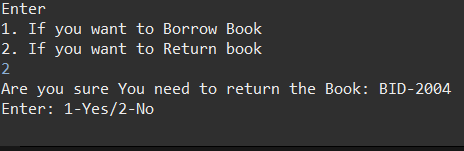 Enter
1. If you want to Borrow Book
2. If you want to Return book
2
Are you sure You need to return the Book: BID-2004
Enter: 1-Yes/2-No